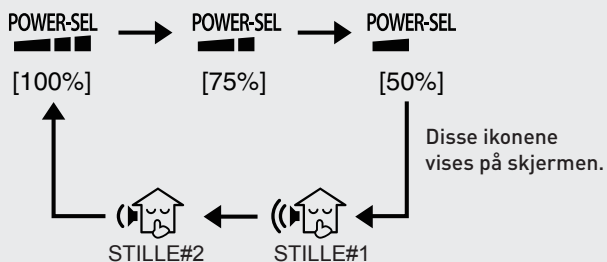 POWER-SEL POWER-SEL POWER-SEL
[100%] [75%] [50%]
Disse ikonene
vises på skjermen.
STILLE#2 STILLE#1